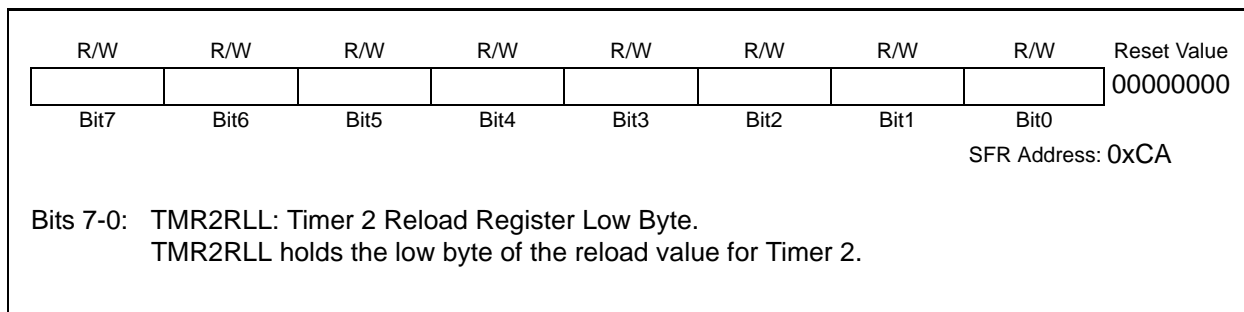 R/W R/W R/W R/W R/W R/W R/W R/W Reset Value
00000000
Bit7 Bit6 Bit5 Bit4 Bit3 Bit2 Bit1 Bit0
SFR Address: 0xCA
Bits 7-0: TMR2RLL: Timer 2 Reload Register Low Byte.
TMR2RLL holds the low byte of the reload value for Timer 2.